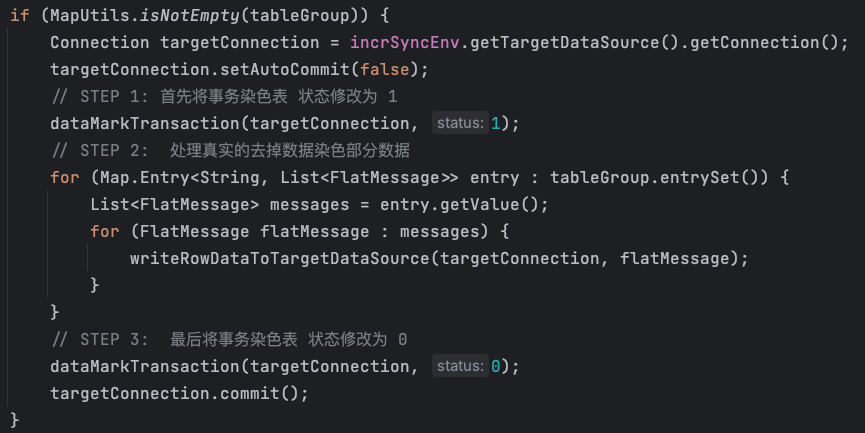 if (MapUtils.isNotEmpty(tableGroup)) {
    Connection targetConnection = incrSyncEnv.getTargetDataSource().getConnection();
    targetConnection.setAutoCommit(false);
    // STEP 1: 首先将事务染色表 状态修改为 1
    dataMarkTransaction(targetConnection, status: 1);
    // STEP 2:  处理真实的去掉数据染色部分数据
    for (Map.Entry<String, List<FlatMessage>> entry : tableGroup.entrySet()) {
        List<FlatMessage> messages = entry.getValue();
        for (FlatMessage flatMessage : messages) {
            writeRowDataToTargetDataSource(targetConnection, flatMessage);
        }
    }
    // STEP 3:  最后将事务染色表 状态修改为 0
    dataMarkTransaction(targetConnection, status: 0);
    targetConnection.commit();
}